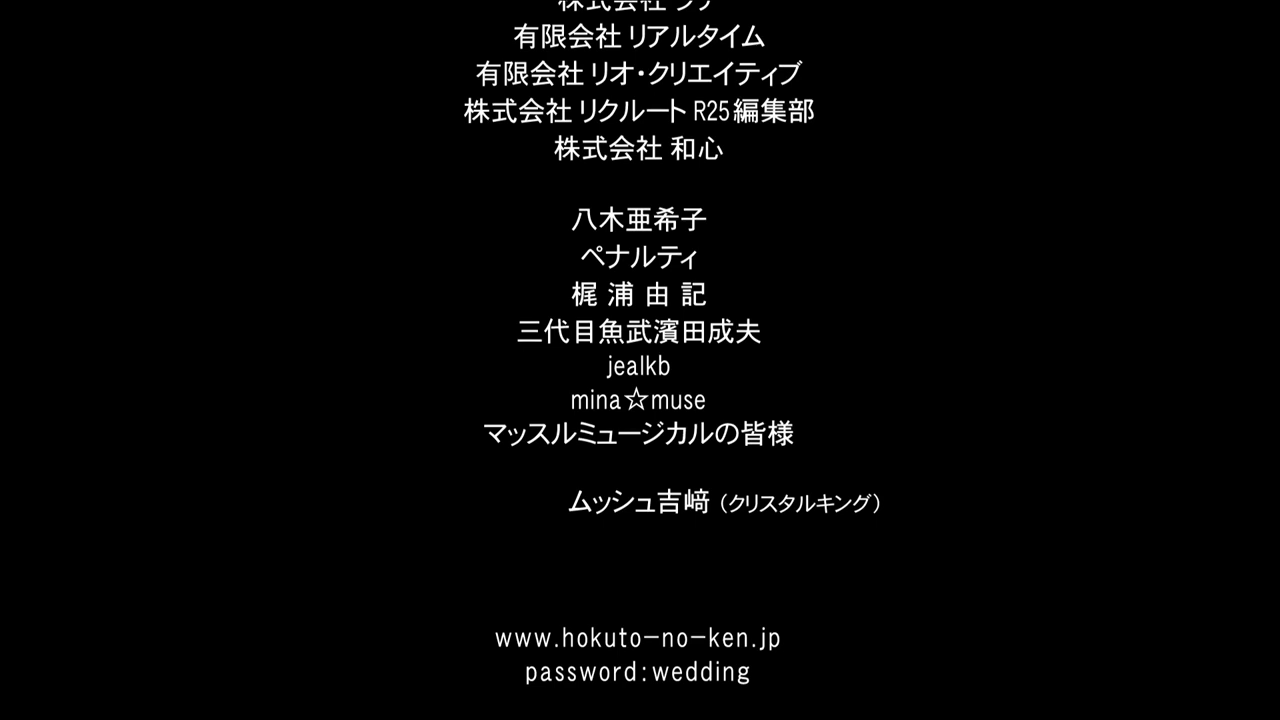 有限会社 リアルタイム
有限会社 リオ・クリエイティブ
株式会社 リクルート R25編集部
株式会社 和心
八木亜希子
ペナルティ
梶 浦 由 記
三代目魚武濱田成夫
jealkb
mina☆muse
マッスルミュージカルの皆様
ムッシュ吉﨑 （クリスタルキング）
www.hokuto-no-ken.jp
password:wedding